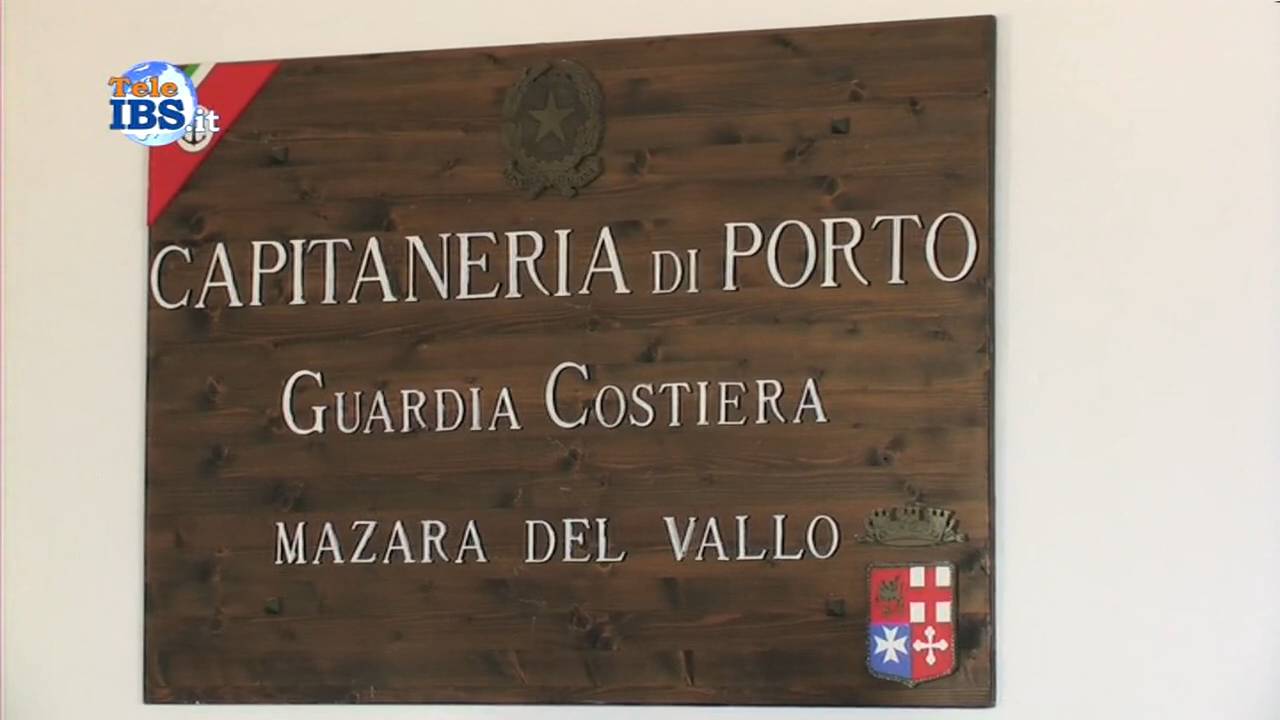 Tele
IBS.it
CAPITANERIA DI PORTO
GUARDIA COSTIERA
MAZARA DEL VALLO